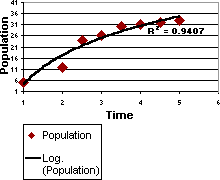 Population
41
36
31
26
21
16
11
6
1
R² = 0.9407
1 2 3 4 5 6
Time
Population
Log.
(Population)